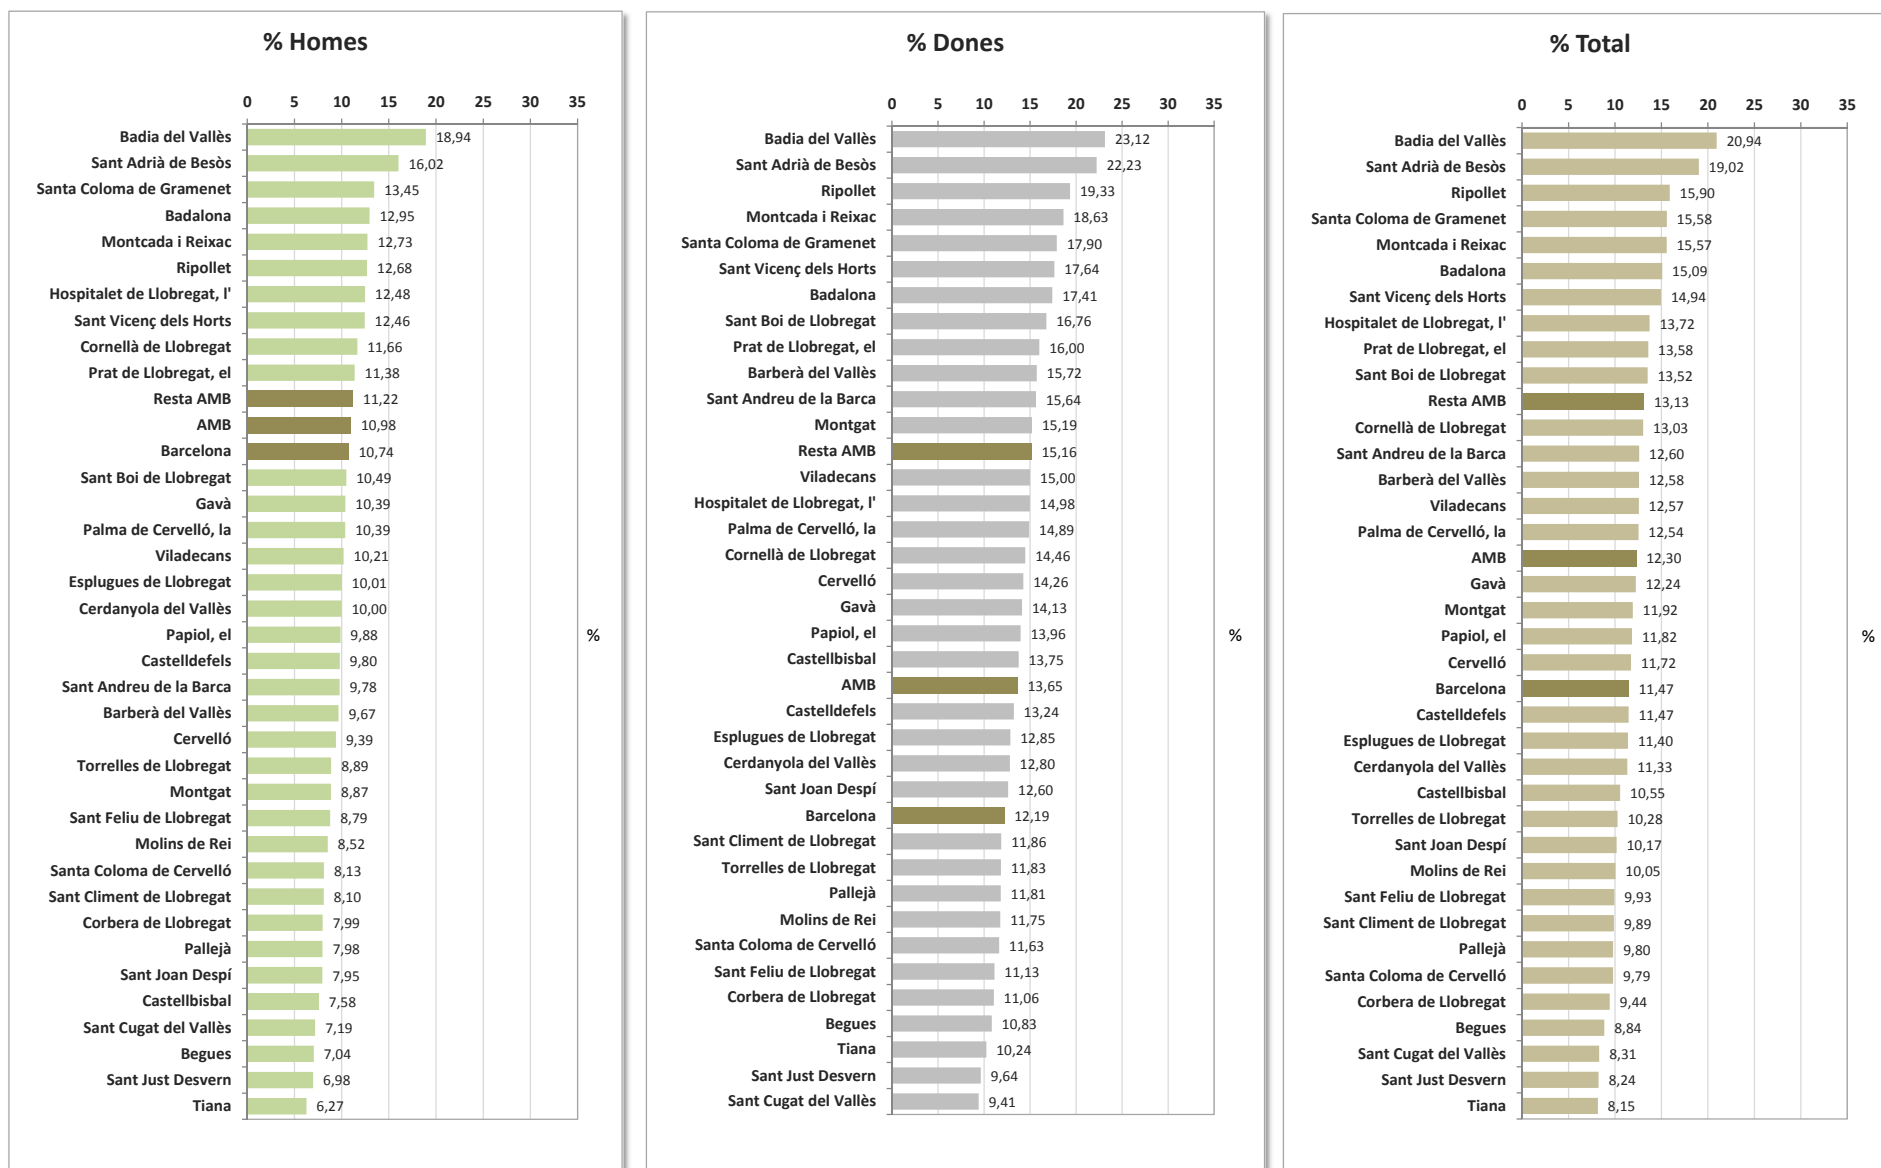 % Homes
0 5 10 15 20 25 30 35
Badia del Vallès 18,94
Sant Adrià de Besòs 16,02
Santa Coloma de Gramenet 13,45
Badalona 12,95
Montcada i Reixac 12,73
Ripollet 12,68
Hospitalet de Llobregat, l' 12,48
Sant Vicenç dels Horts 12,46
Cornellà de Llobregat 11,66
Prat de Llobregat, el 11,38
Resta AMB 11,22
AMB 10,98
Barcelona 10,74
Sant Boi de Llobregat 10,49
Gavà 10,39
Palma de Cervelló, la 10,39
Viladecans 10,21
Esplugues de Llobregat 10,01
Cerdanyola del Vallès 10,00
Papiol, el 9,88
%
Castelldefels 9,80
Sant Andreu de la Barca 9,78
Barberà del Vallès 9,67
Cervelló 9,39
Torrelles de Llobregat 8,89
Montgat 8,87
Sant Feliu de Llobregat 8,79
Molins de Rei 8,52
Santa Coloma de Cervelló 8,13
Sant Climent de Llobregat 8,10
Corbera de Llobregat 7,99
Pallejà 7,98
Sant Joan Despí 7,95
Castellbisbal 7,58
Sant Cugat del Vallès 7,19
Begues 7,04
Sant Just Desvern 6,98
Tiana 6,27
% Dones
0 5 10 15 20 25 30 35
Badia del Vallès 23,12
Sant Adrià de Besòs 22,23
Ripollet 19,33
Montcada i Reixac 18,63
Santa Coloma de Gramenet 17,90
Sant Vicenç dels Horts 17,64
Badalona 17,41
Sant Boi de Llobregat 16,76
Prat de Llobregat, el 16,00
Barberà del Vallès 15,72
Sant Andreu de la Barca 15,64
Montgat 15,19
Resta AMB 15,16
Viladecans 15,00
Hospitalet de Llobregat, l' 14,98
Palma de Cervelló, la 14,89
Cornellà de Llobregat 14,46
Cervelló 14,26
Gavà 14,13
Papiol, el 13,96
%
Castellbisbal 13,75
AMB 13,65
Castelldefels 13,24
Esplugues de Llobregat 12,85
Cerdanyola del Vallès 12,80
Sant Joan Despí 12,60
Barcelona 12,19
Sant Climent de Llobregat 11,86
Torrelles de Llobregat 11,83
Pallejà 11,81
Molins de Rei 11,75
Santa Coloma de Cervelló 11,63
Sant Feliu de Llobregat 11,13
Corbera de Llobregat 11,06
Begues 10,83
Tiana 10,24
Sant Just Desvern 9,64
Sant Cugat del Vallès 9,41
% Total
0 5 10 15 20 25 30 35
Badia del Vallès 20,94
Sant Adrià de Besòs 19,02
Ripollet 15,90
Santa Coloma de Gramenet 15,58
Montcada i Reixac 15,57
Badalona 15,09
Sant Vicenç dels Horts 14,94
Hospitalet de Llobregat, l' 13,72
Prat de Llobregat, el 13,58
Sant Boi de Llobregat 13,52
Resta AMB 13,13
Cornellà de Llobregat 13,03
Sant Andreu de la Barca 12,60
Barberà del Vallès 12,58
Viladecans 12,57
Palma de Cervelló, la 12,54
AMB 12,30
Gavà 12,24
Montgat 11,92
Papiol, el 11,82
%
Cervelló 11,72
Barcelona 11,47
Castelldefels 11,47
Esplugues de Llobregat 11,40
Cerdanyola del Vallès 11,33
Castellbisbal 10,55
Torrelles de Llobregat 10,28
Sant Joan Despí 10,17
Molins de Rei 10,05
Sant Feliu de Llobregat 9,93
Sant Climent de Llobregat 9,89
Pallejà 9,80
Santa Coloma de Cervelló 9,79
Corbera de Llobregat 9,44
Begues 8,84
Sant Cugat del Vallès 8,31
Sant Just Desvern 8,24
Tiana 8,15